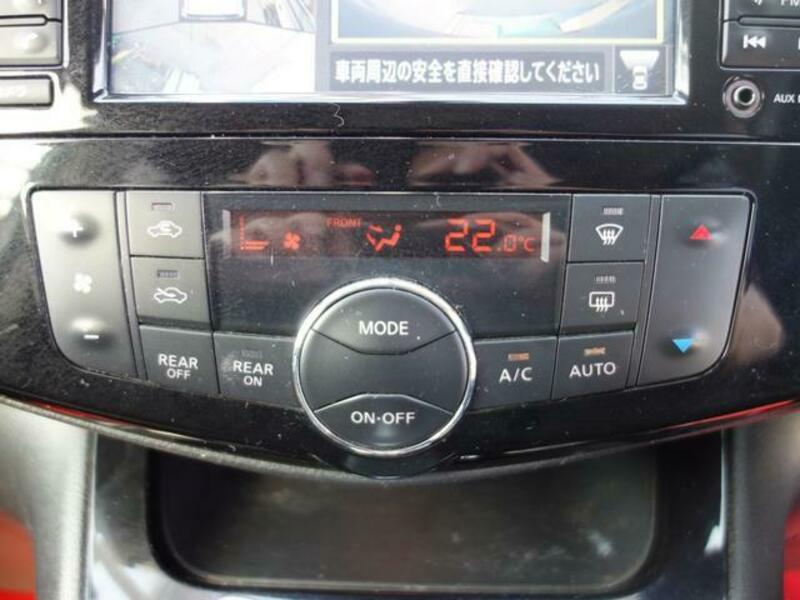 車両周辺の安全を直接確認してください
AUX
FRONT
22.0℃
+
−
MODE
ON·OFF
REAR
OFF
REAR
ON
A/C
AUTO